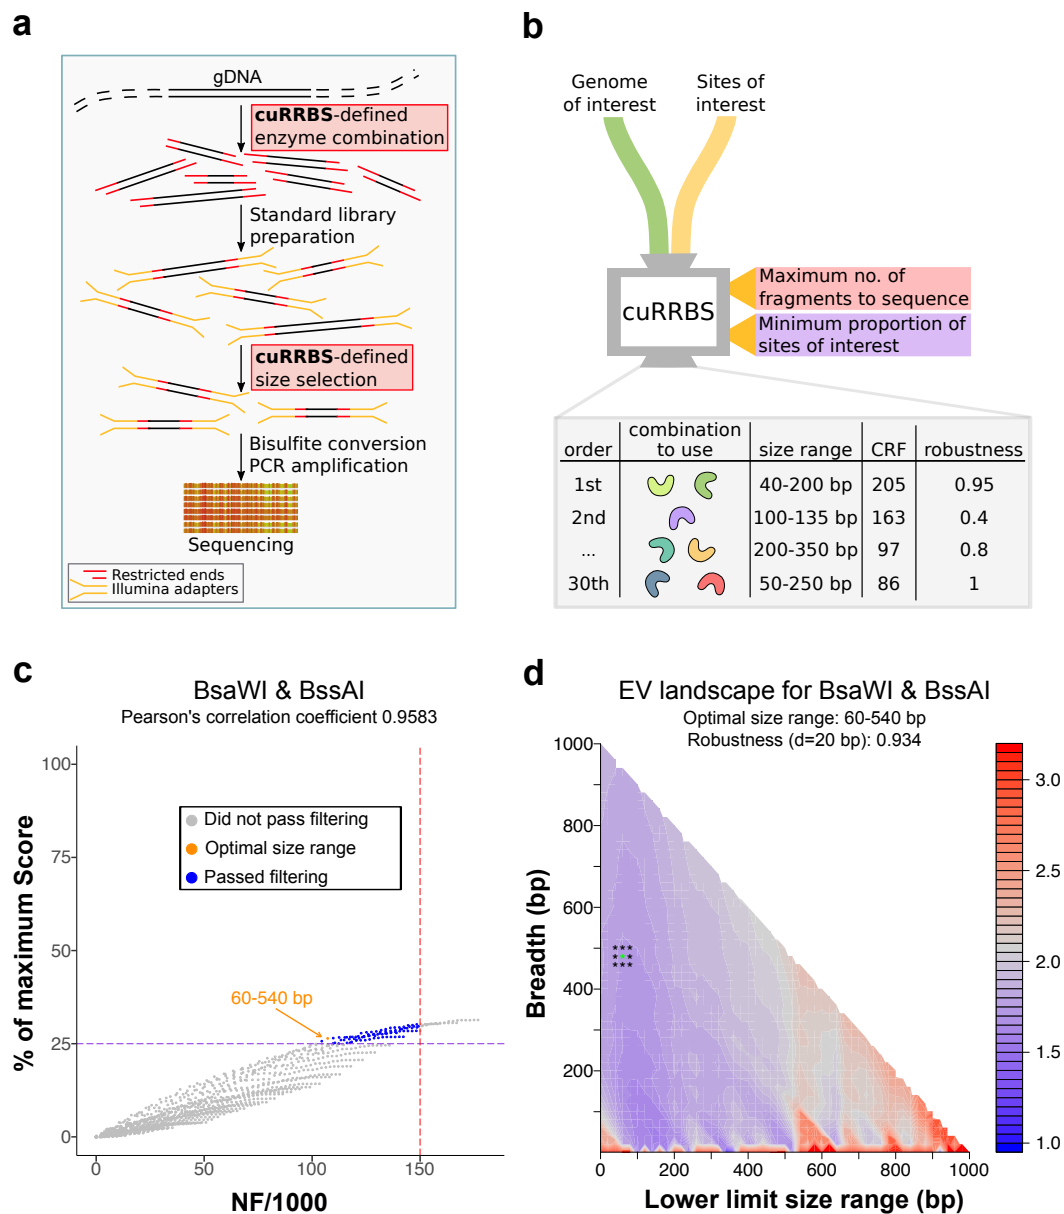 a
gDNA
cuRRBS-defined
enzyme combination
Standard library
preparation
cuRRBS-defined
size selection
Bisulfite conversion
PCR amplification
Sequencing
Restricted ends
Illumina adapters
b
Genome
of interest
Sites of
interest
cuRRBS
Maximum no. of
fragments to sequence
Minimum proportion of
sites of interest
order
combination
to use
size range
CRF
robustness
1st 40-200 bp 205 0.95
2nd 100-135 bp 163 0.4
... 200-350 bp 97 0.8
30th 50-250 bp 86 1
c
BsaWI & BssAI
Pearson's correlation coefficient 0.9583
% of maximum Score
100
75
50
25
0
Did not pass filtering
Optimal size range
Passed filtering
60-540 bp
0 50 100 150
NF/1000
d
EV landscape for BsaWI & BssAI
Optimal size range: 60-540 bp
Robustness (d=20 bp): 0.934
Breadth (bp)
1000
800
600
400
200
0 200 400 600 800 1000
Lower limit size range (bp)
3.0
2.5
2.0
1.5
1.0